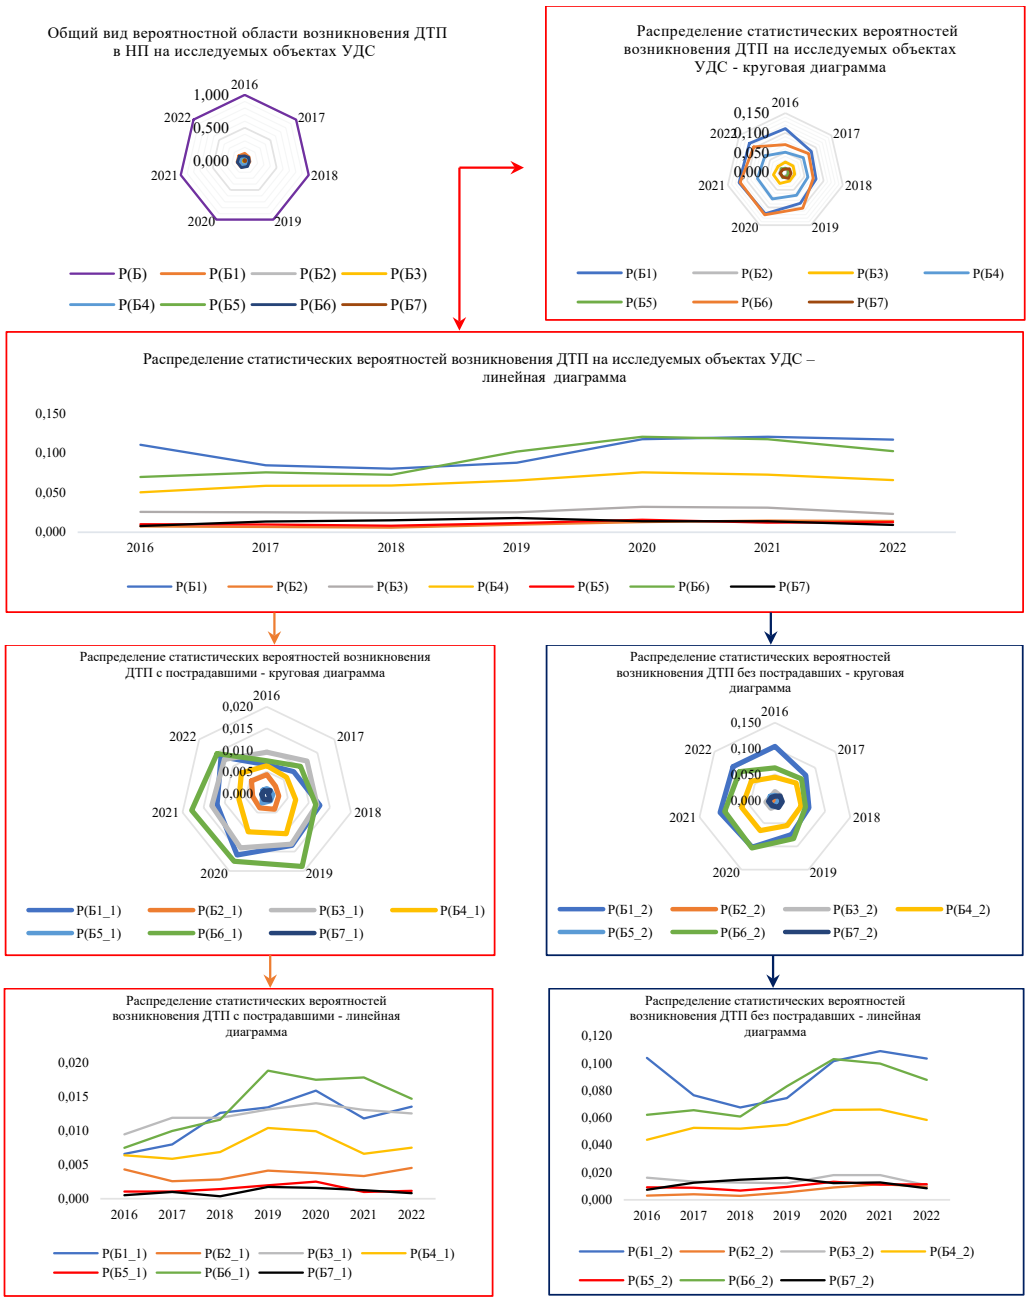 Общий вид вероятностной области возникновения ДТП
в НП на исследуемых объектах УДС
2016
1,000
2022
2017
0,500
0,000
2021
2018
2020
2019
P(Б) P(Б1) P(Б2) P(Б3)
P(Б4) P(Б5) P(Б6) P(Б7)
Распределение статистических вероятностей
возникновения ДТП на исследуемых объектах
УДС - круговая диаграмма
2016
0,150
2022
0,100
2017
0,050
0,000
2021
2018
2020
2019
P(Б1) P(Б2) P(Б3) P(Б4)
P(Б5) P(Б6) P(Б7)
Распределение статистических вероятностей возникновения ДТП на исследуемых объектах УДС –
линейная диаграмма
0,150
0,100
0,050
0,000
2016 2017 2018 2019 2020 2021 2022
P(Б1) P(Б2) P(Б3) P(Б4) P(Б5) P(Б6) P(Б7)
Распределение статистических вероятностей возникновения
ДТП с пострадавшими - круговая диаграмма
2016
0,020
0,015
2022
2017
0,010
0,005
0,000
2021
2018
2020
2019
P(Б1_1) P(Б2_1) P(Б3_1) P(Б4_1)
P(Б5_1) P(Б6_1) P(Б7_1)
Распределение статистических вероятностей
возникновения ДТП без пострадавших - круговая
диаграмма
2016
0,150
2022
0,100
2017
0,050
0,000
2021
2018
2020
2019
P(Б1_2) P(Б2_2) P(Б3_2) P(Б4_2)
P(Б5_2) P(Б6_2) P(Б7_2)
Распределение статистических вероятностей
возникновения ДТП с пострадавшими - линейная
диаграмма
0,020
0,015
0,010
0,005
0,000
2016 2017 2018 2019 2020 2021 2022
P(Б1_1) P(Б2_1) P(Б3_1) P(Б4_1)
P(Б5_1) P(Б6_1) P(Б7_1)
Распределение статистических вероятностей
возникновения ДТП без пострадавших - линейная
диаграмма
0,120
0,100
0,080
0,060
0,040
0,020
0,000
2016 2017 2018 2019 2020 2021 2022
P(Б1_2) P(Б2_2) P(Б3_2) P(Б4_2)
P(Б5_2) P(Б6_2) P(Б7_2)